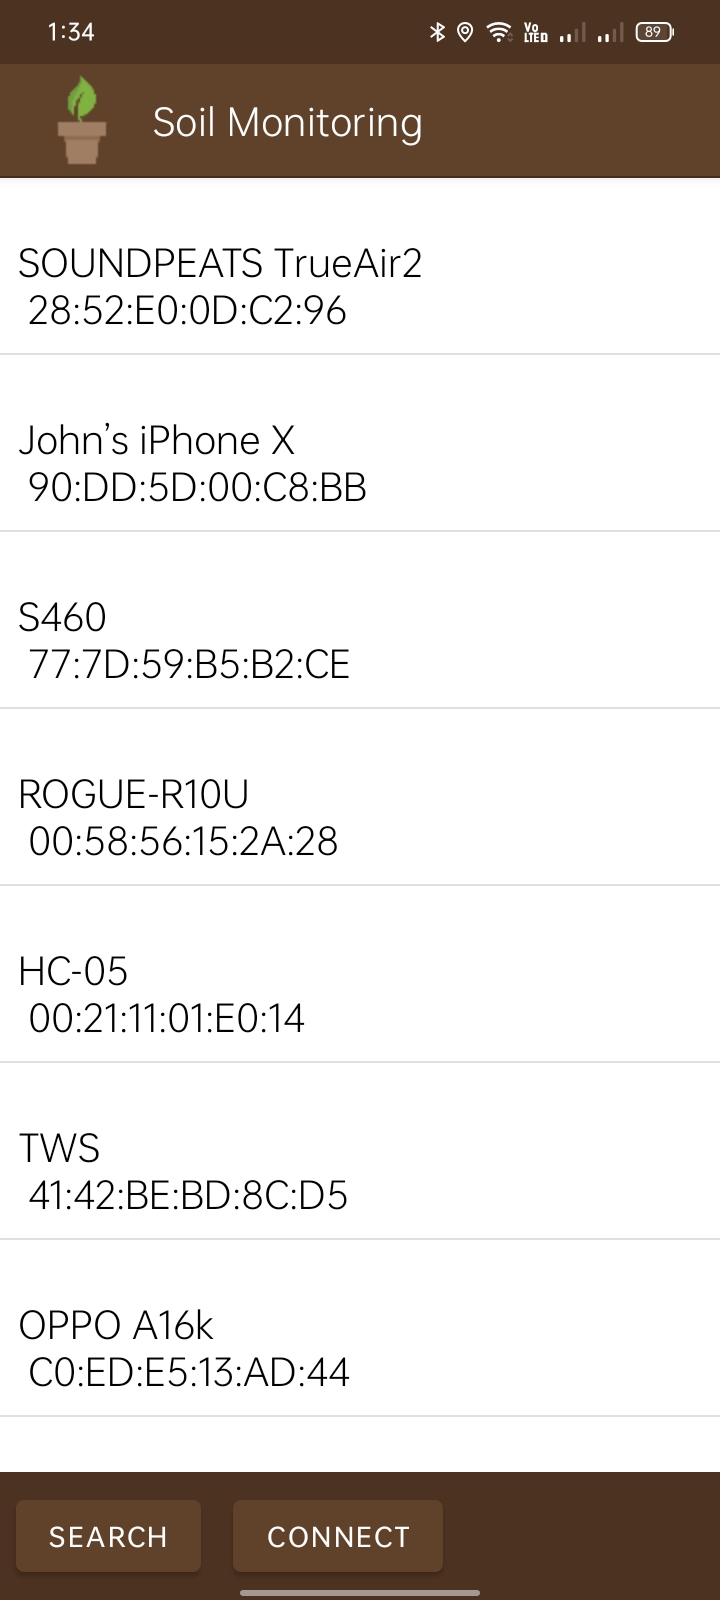 1:34
Vo
LTE D
89
Soil Monitoring
SOUNDPEATS TrueAir2
28:52:E0:0D:C2:96
John's iPhone X
90:DD:5D:00:C8:BB
S460
77:7D:59:B5:B2:CE
ROGUE-R10U
00:58:56:15:2A:28
HC-05
00:21:11:01:E0:14
TWS
41:42:BE:BD:8C:D5
OPPO A16k
C0:ED:E5:13:AD:44
SEARCH CONNECT